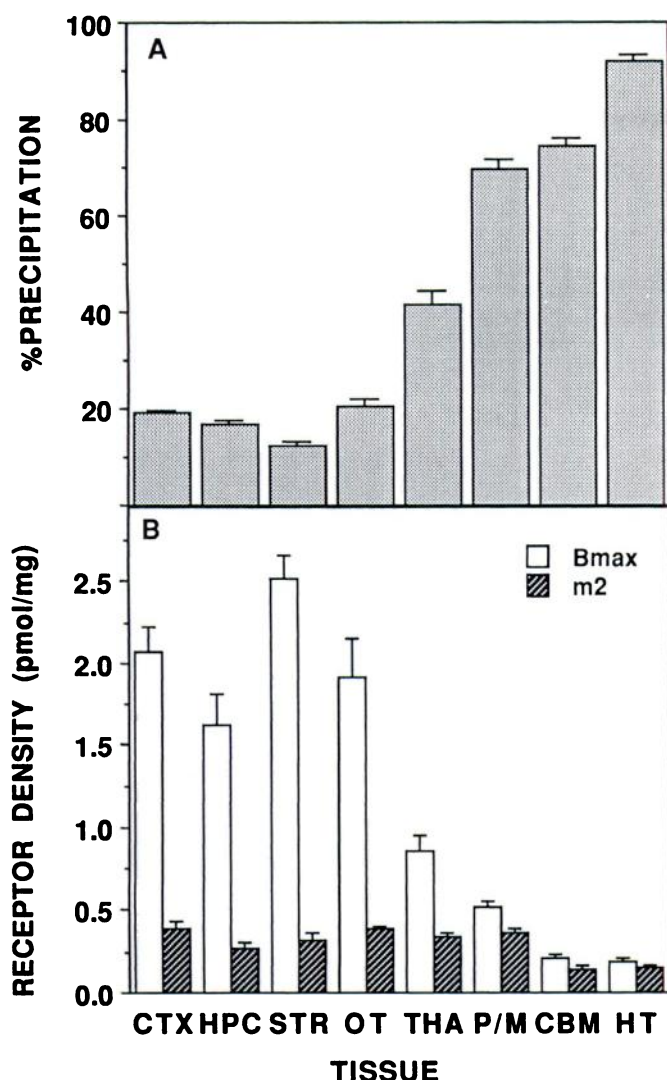 100
80
60
40
20
%PRECIPITATION
A
B
Bmax
m2
2.5
2.0
1.5
1.0
0.5
0.0
RECEPTOR DENSITY (pmol/mg)
CTX HPC STR OT THA P/M CBM HT
TISSUE